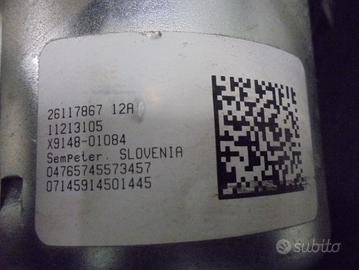 26117867 12A
11213105
X9148-01084
Sempeter. SLOVENIA
04765745573457
07145914501445
subito